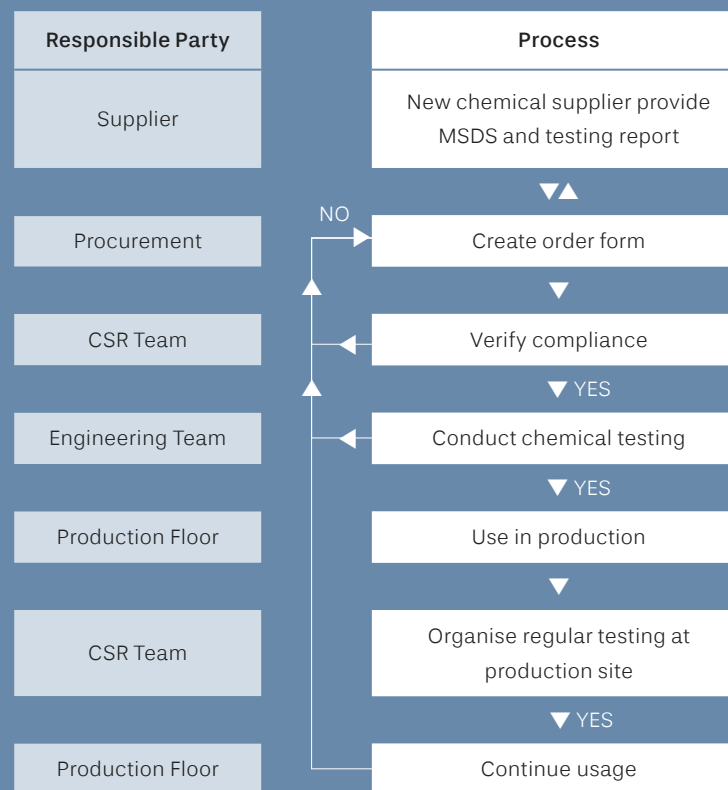 Responsible Party
Process
Supplier
New chemical supplier provide
MSDS and testing report
NO
Procurement
Create order form
CSR Team
Verify compliance
YES
Engineering Team
Conduct chemical testing
YES
Production Floor
Use in production
CSR Team
Organise regular testing at
production site
YES
Production Floor
Continue usage